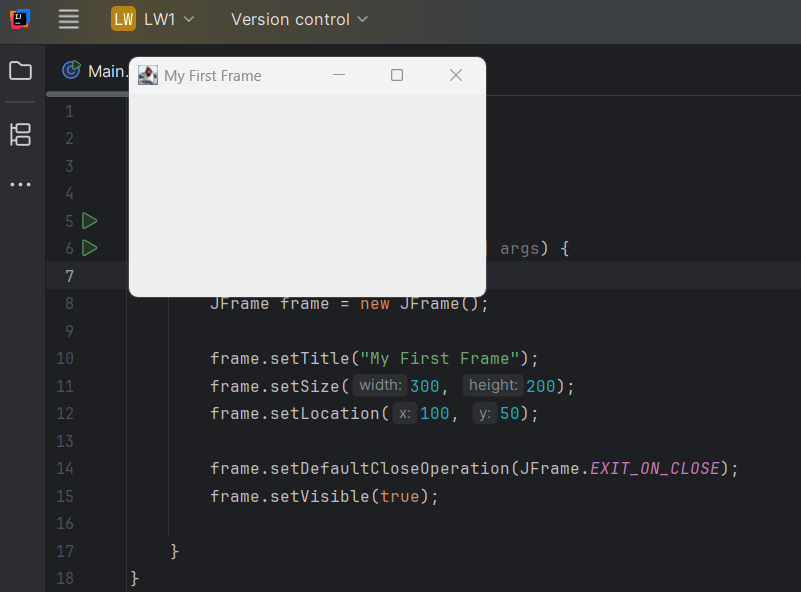 LW LW1 Version control
Main.
My First Frame
1
2
3
4
5
6 args) {
7
8 JFrame frame = new JFrame();
9
10 frame.setTitle("My First Frame");
11 frame.setSize( width: 300, height: 200);
12 frame.setLocation( x: 100, y: 50);
13
14 frame.setDefaultCloseOperation(JFrame.EXIT_ON_CLOSE);
15 frame.setVisible(true);
16
17 }
18 }